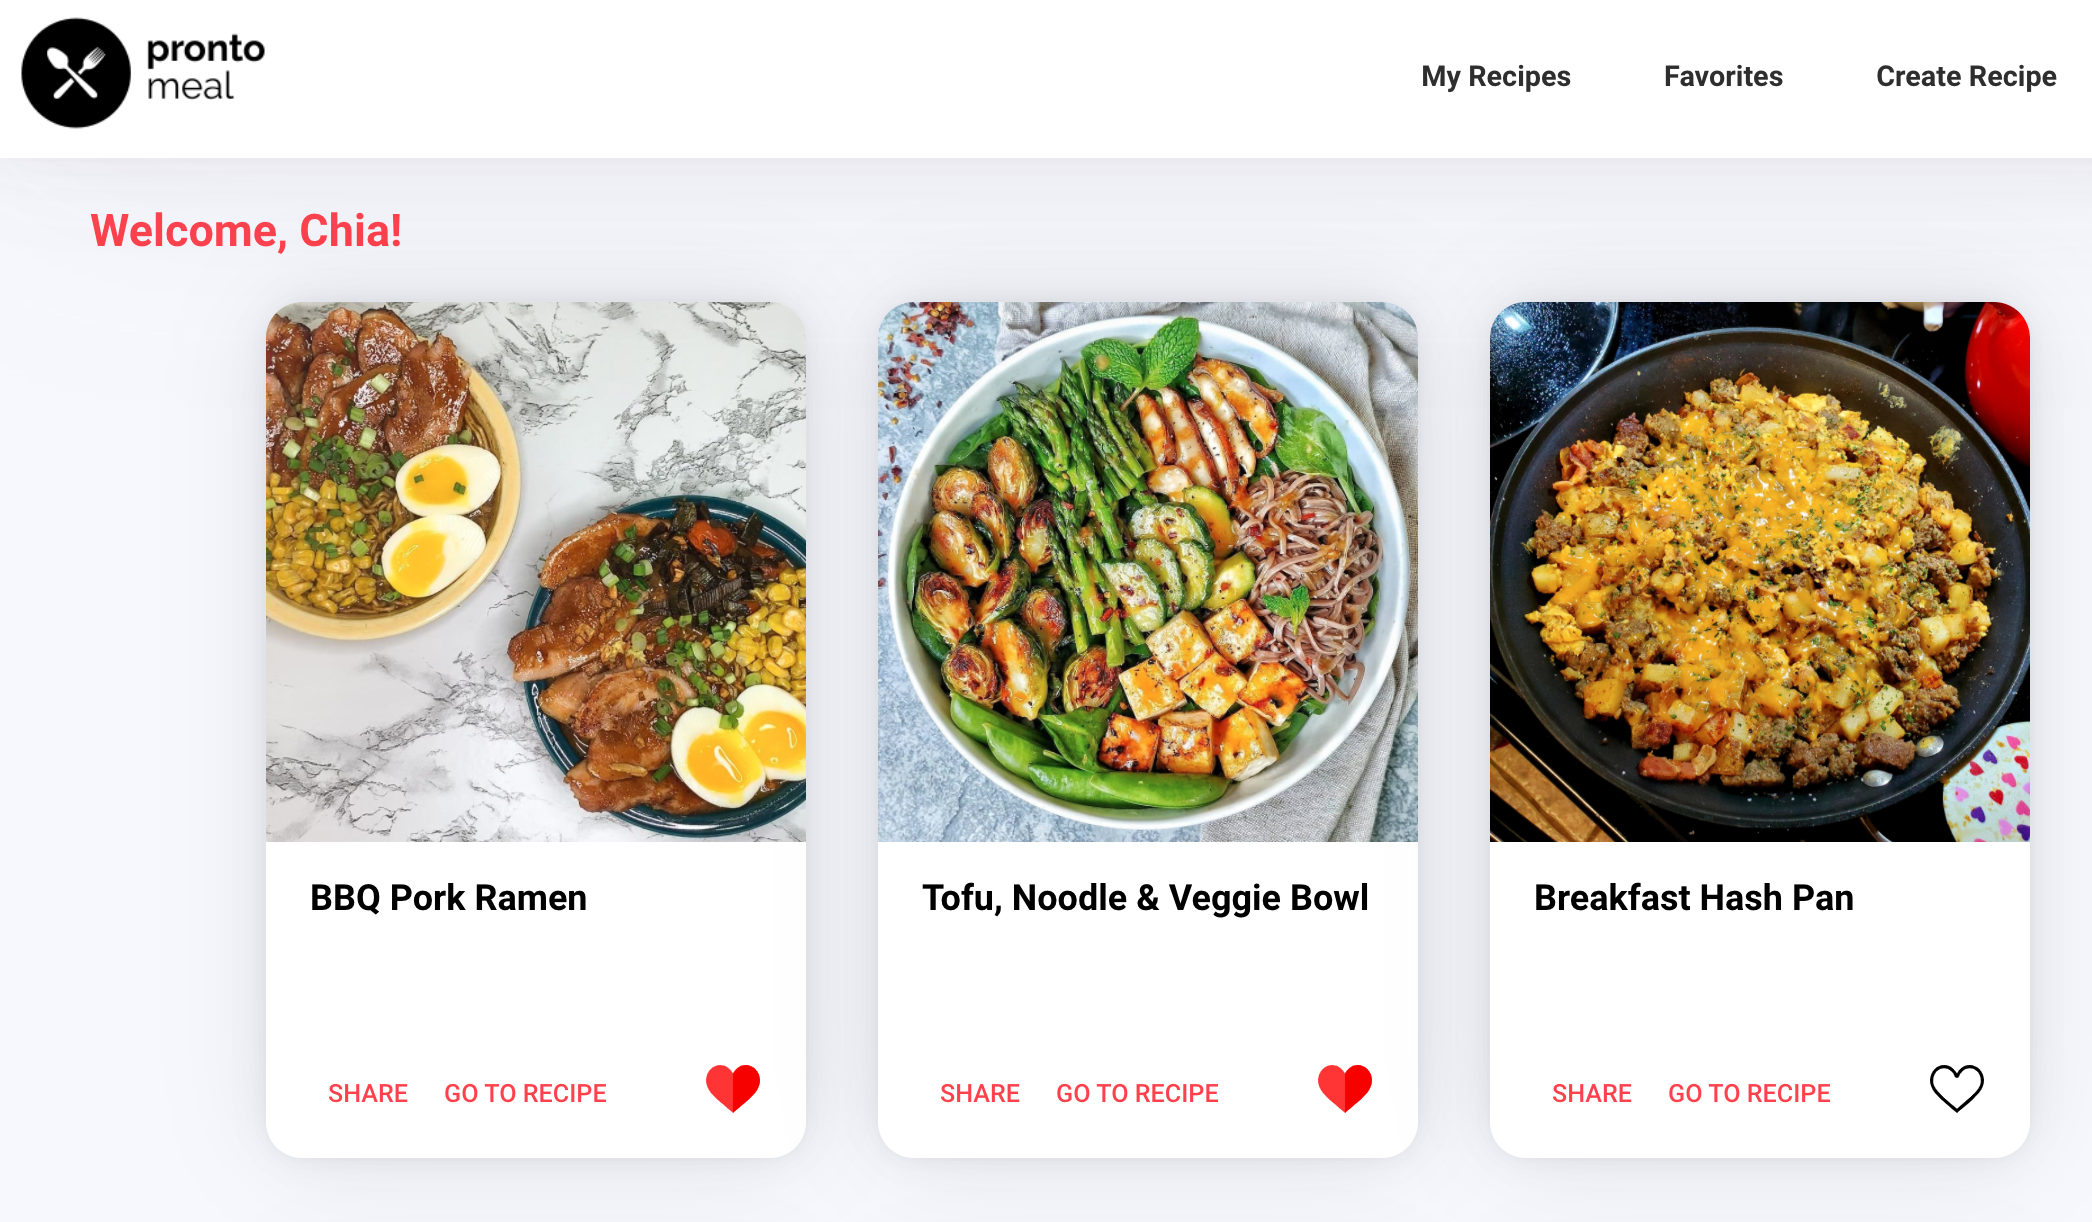 pronto
meal
My Recipes
Favorites
Create Recipe
Welcome, Chia!
BBQ Pork Ramen
SHARE
GO TO RECIPE
Tofu, Noodle & Veggie Bowl
SHARE
GO TO RECIPE
Breakfast Hash Pan
SHARE
GO TO RECIPE